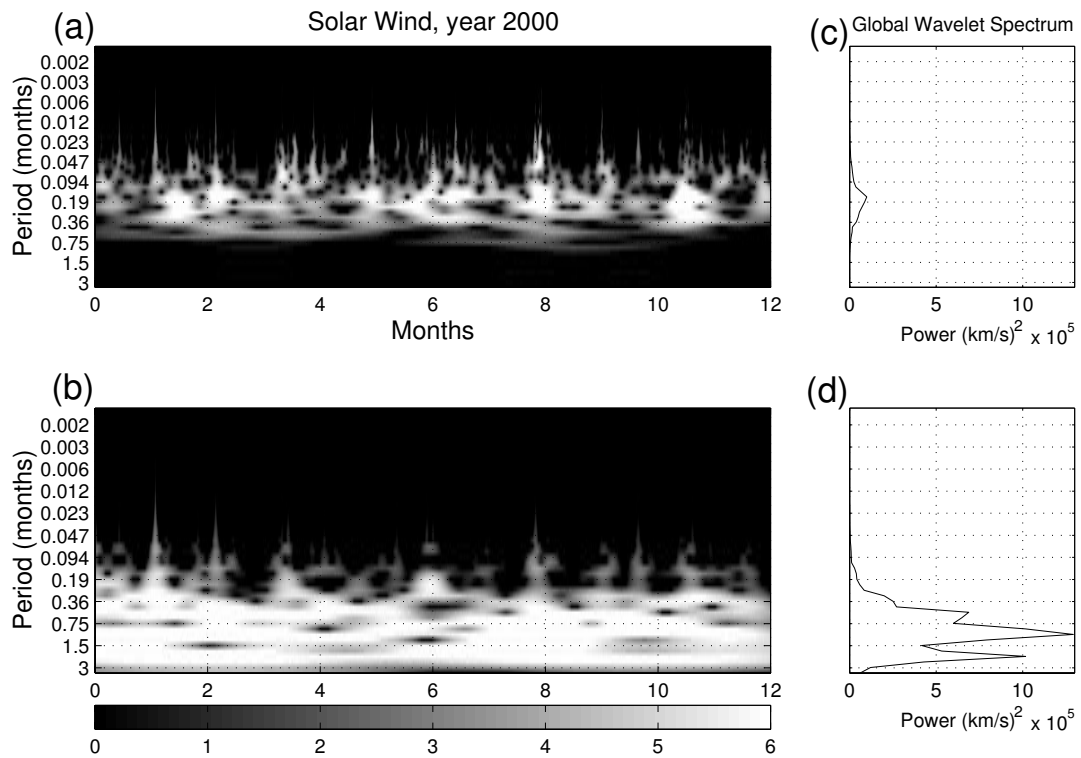 (a)
Solar Wind, year 2000
Period (months)
0.002
0.003
0.006
0.012
0.023
0.047
0.094
0.19
0.36
0.75
1.5
3
0 2 4 6 8 10 12
Months
(c)
Global Wavelet Spectrum
0 5 10
Power (km/s)² x 10⁵
(b)
Period (months)
0.002
0.003
0.006
0.012
0.023
0.047
0.094
0.19
0.36
0.75
1.5
3
0 2 4 6 8 10 12
0 1 2 3 4 5 6
(d)
0 5 10
Power (km/s)² x 10⁵